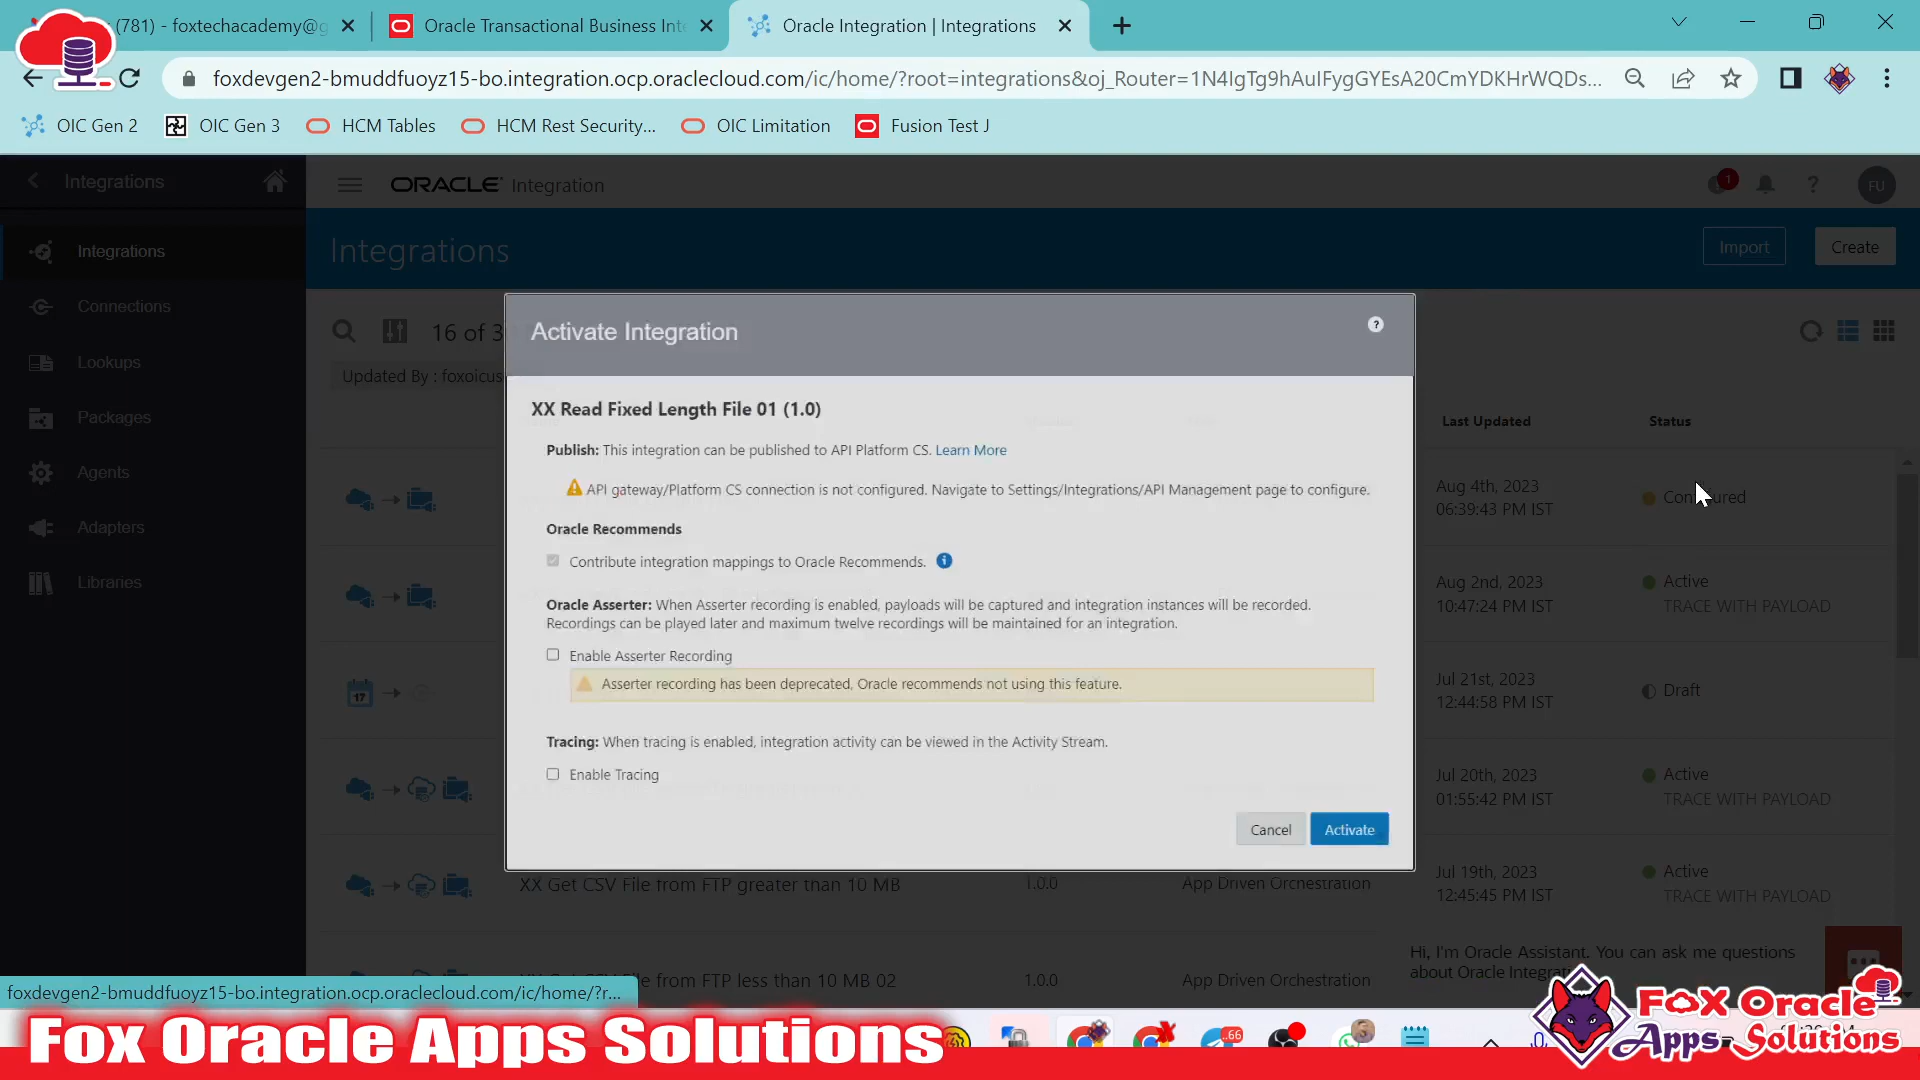 (781) - foxtechacademy@g
Oracle Transactional Business Inte
Oracle Integration | Integrations
foxdevgen2-bmuddfuoyz15-bo.integration.ocp.oraclecloud.com/ic/home/?root=integrations&oj_Router=1N4IgTg9hAuIFygGYEsA20CmYDKHrWQDs...
OIC Gen 2
OIC Gen 3
HCM Tables
HCM Rest Security...
OIC Limitation
Fusion Test J
Integrations
ORACLE Integration
1
?
FU
Integrations
Integrations
Import
Create
Connections
Lookups
Packages
Agents
Adapters
Libraries
16 of 3
Updated By : foxoicus
Last Updated
Status
Activate Integration
?
XX Read Fixed Length File 01 (1.0)
Publish: This integration can be published to API Platform CS. Learn More
API gateway/Platform CS connection is not configured. Navigate to Settings/Integrations/API Management page to configure.
Oracle Recommends
Contribute integration mappings to Oracle Recommends.
Oracle Asserter: When Asserter recording is enabled, payloads will be captured and integration instances will be recorded.
Recordings can be played later and maximum twelve recordings will be maintained for an integration.
Enable Asserter Recording
Asserter recording has been deprecated, Oracle recommends not using this feature.
Tracing: When tracing is enabled, integration activity can be viewed in the Activity Stream.
Enable Tracing
Cancel
Activate
Aug 4th, 2023
06:39:43 PM IST
Configured
Aug 2nd, 2023
10:47:24 PM IST
Active
TRACE WITH PAYLOAD
17
Jul 21st, 2023
12:44:58 PM IST
Draft
Jul 20th, 2023
01:55:42 PM IST
Active
TRACE WITH PAYLOAD
XX Get CSV File from FTP greater than 10 MB
1.0.0
App Driven Orchestration
Jul 19th, 2023
12:45:45 PM IST
Active
TRACE WITH PAYLOAD
File from FTP less than 10 MB 02
1.0.0
App Driven Orchestration
Hi, I'm Oracle Assistant. You can ask me questions
about Oracle Integrat
foxdevgen2-bmuddfuoyz15-bo.integration.ocp.oraclecloud.com/ic/home/?r...
Fox Oracle Apps Solutions
66
FOX Oracle
Apps Solutions